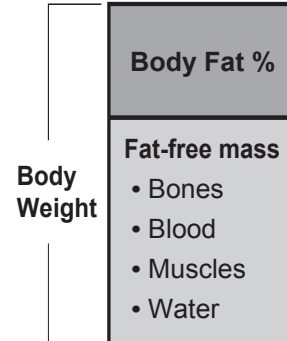 Body Fat %
Fat-free mass
• Bones
• Blood
• Muscles
• Water
Body
Weight